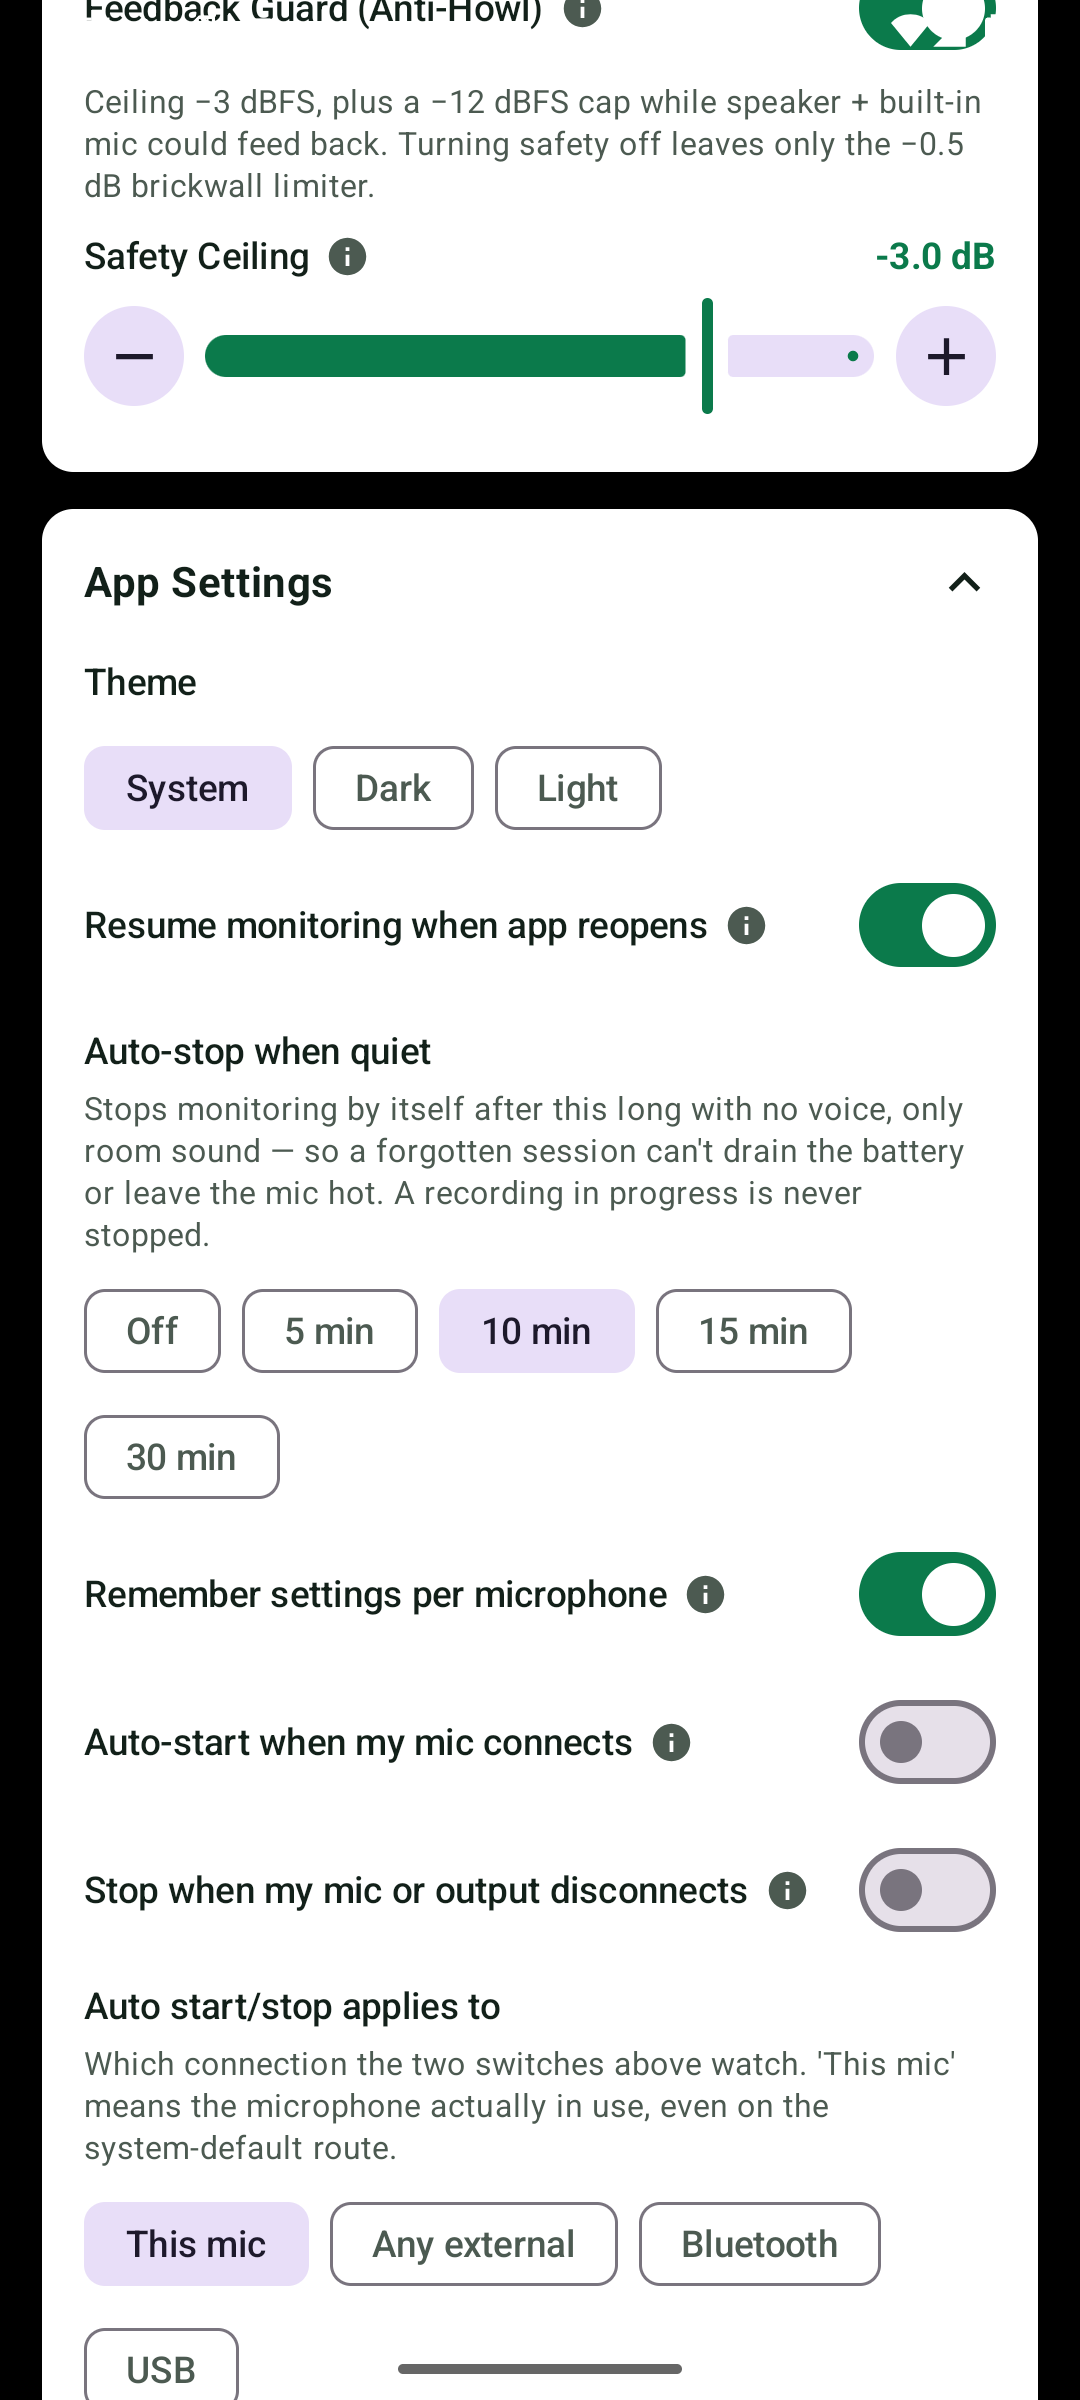 Feedback Guard (Anti-Howl)
Ceiling −3 dBFS, plus a −12 dBFS cap while speaker + built-in
mic could feed back. Turning safety off leaves only the −0.5
dB brickwall limiter.
Safety Ceiling
-3.0 dB
App Settings
Theme
System
Dark
Light
Resume monitoring when app reopens
Auto-stop when quiet
Stops monitoring by itself after this long with no voice, only
room sound — so a forgotten session can't drain the battery
or leave the mic hot. A recording in progress is never
stopped.
Off
5 min
10 min
15 min
30 min
Remember settings per microphone
Auto-start when my mic connects
Stop when my mic or output disconnects
Auto start/stop applies to
Which connection the two switches above watch. 'This mic'
means the microphone actually in use, even on the
system-default route.
This mic
Any external
Bluetooth
USB